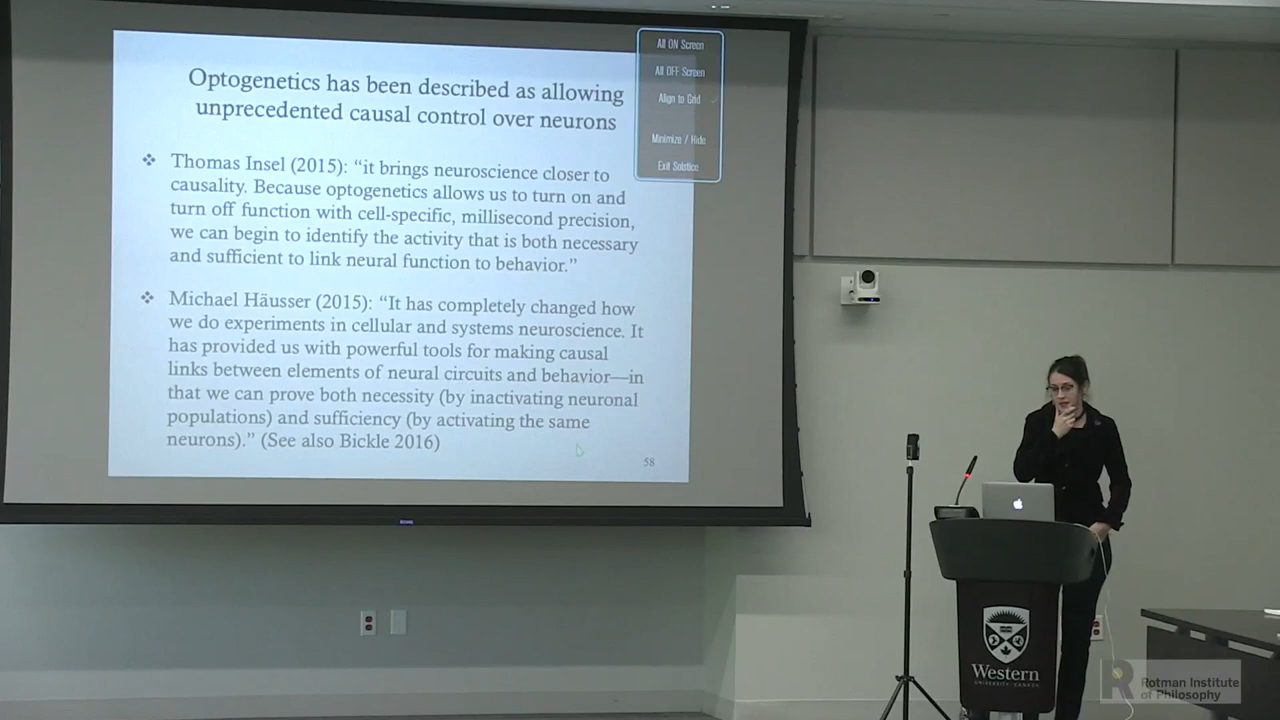 Optogenetics has been described as allowing
unprecedented causal control over neurons
❖ Thomas Insel (2015): “it brings neuroscience closer to
causality. Because optogenetics allows us to turn on and
turn off function with cell-specific, millisecond precision,
we can begin to identify the activity that is both necessary
and sufficient to link neural function to behavior.”
❖ Michael Häusser (2015): “It has completely changed how
we do experiments in cellular and systems neuroscience. It
has provided us with powerful tools for making causal
links between elements of neural circuits and behavior—in
that we can prove both necessity (by inactivating neuronal
populations) and sufficiency (by activating the same
neurons).” (See also Bickle 2016)
58
All ON Screen
All OFF Screen
Align to Grid
Minimize / Hide
Exit Solstice
Western
UNIVERSITY · CANADA
R
Rotman Institute
of Philosophy